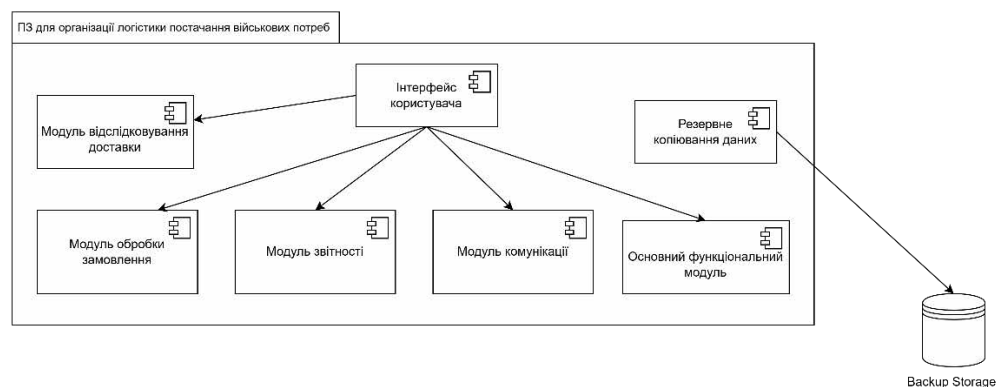 ПЗ для організації логістики постачання військових потреб
Інтерфейс
користувача
Модуль відслідковування
доставки
Резервне
копіювання даних
Модуль обробки
замовлення
Модуль звітності
Модуль комунікації
Основний функціональний
модуль
Backup Storage